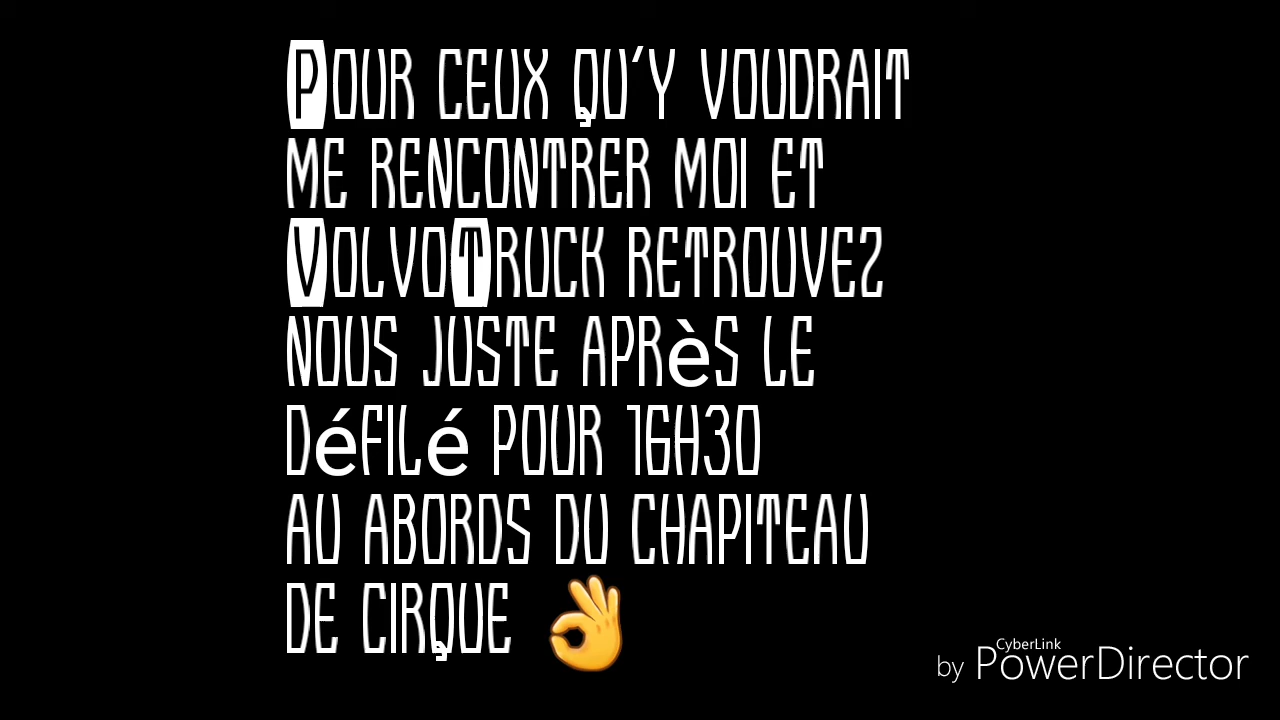 Pour ceux qu'y voudrait
me rencontrer moi et
VolvoTruck retrouvez
nous juste après le
défilé pour 16h30
au abords du chapiteau
de cirque 👌
by CyberLink PowerDirector